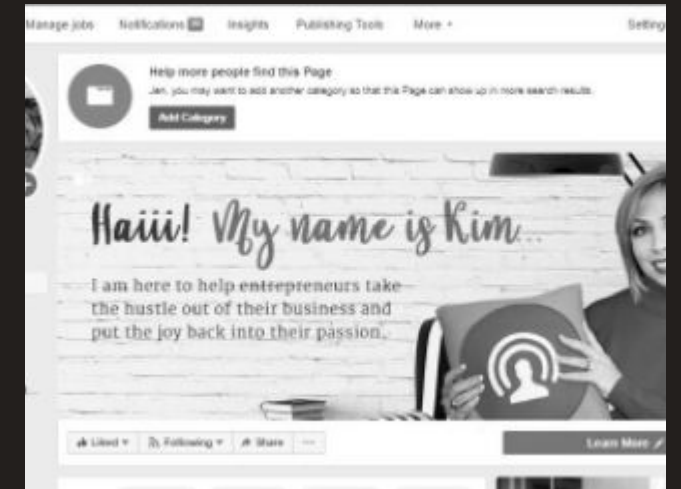 Manage jobs Notifications Insights Publishing Tools More
Help more people find this Page
Jen, you may want to add another category so that this Page can show up in more search results.
Add Category
Haiii! My name is Kim...
I am here to help entrepreneurs take
the hustle out of their business and
put the joy back into their passion.
Liked Following Share ...
Learn More